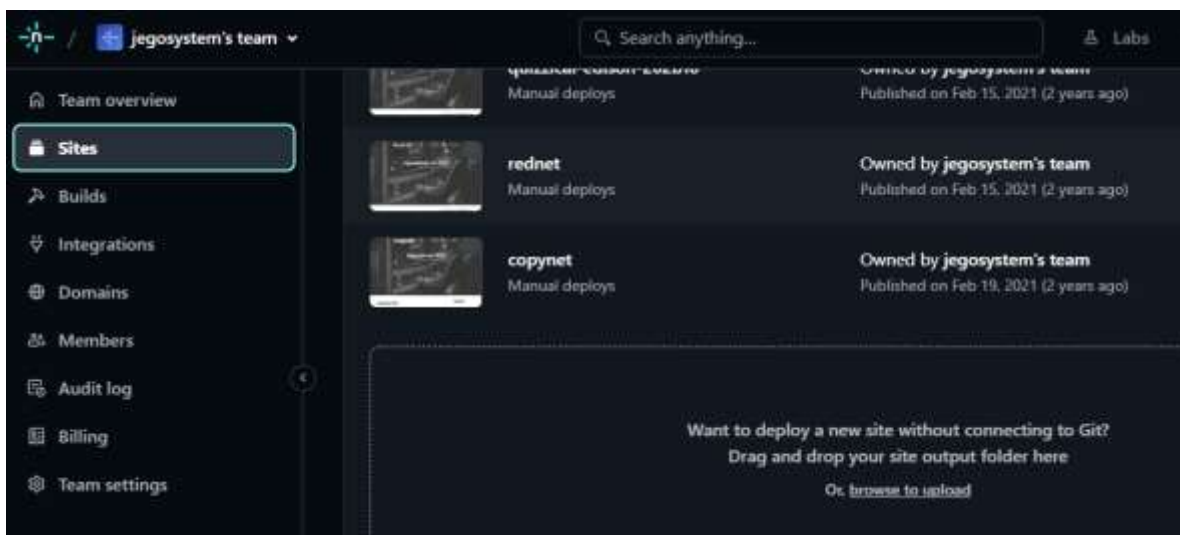 / jegosystem's team
Search anything...
Labs
Team overview
Sites
Builds
Integrations
Domains
Members
Audit log
Billing
Team settings
Owned by jegosystem's team
Manual deploys
Published on Feb 15, 2021 (2 years ago)
rednet
Owned by jegosystem's team
Manual deploys
Published on Feb 15, 2021 (2 years ago)
copynet
Owned by jegosystem's team
Manual deploys
Published on Feb 19, 2021 (2 years ago)
Want to deploy a new site without connecting to Git?
Drag and drop your site output folder here
Or, browse to upload